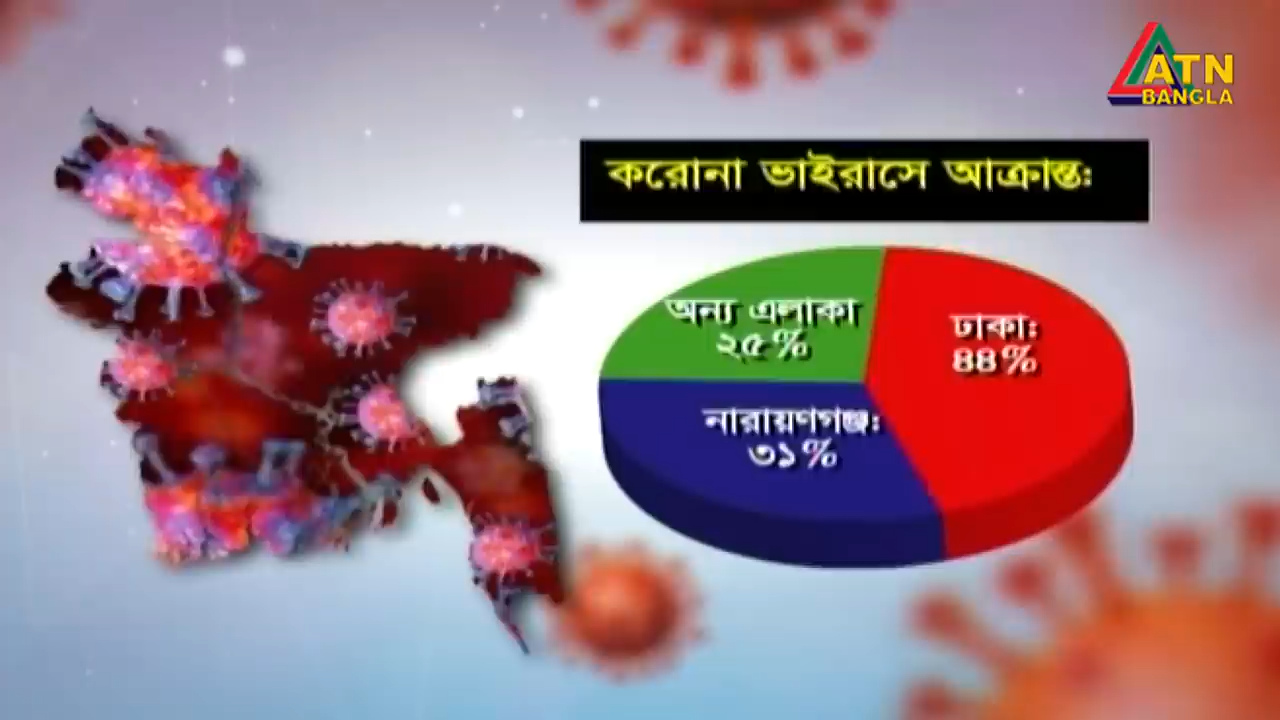 ATN
BANGLA
করোনা ভাইরাসে আক্রান্ত:
অন্য এলাকা
২৫%
ঢাকা:
৪৪%
নারায়ণগঞ্জ:
৩১%